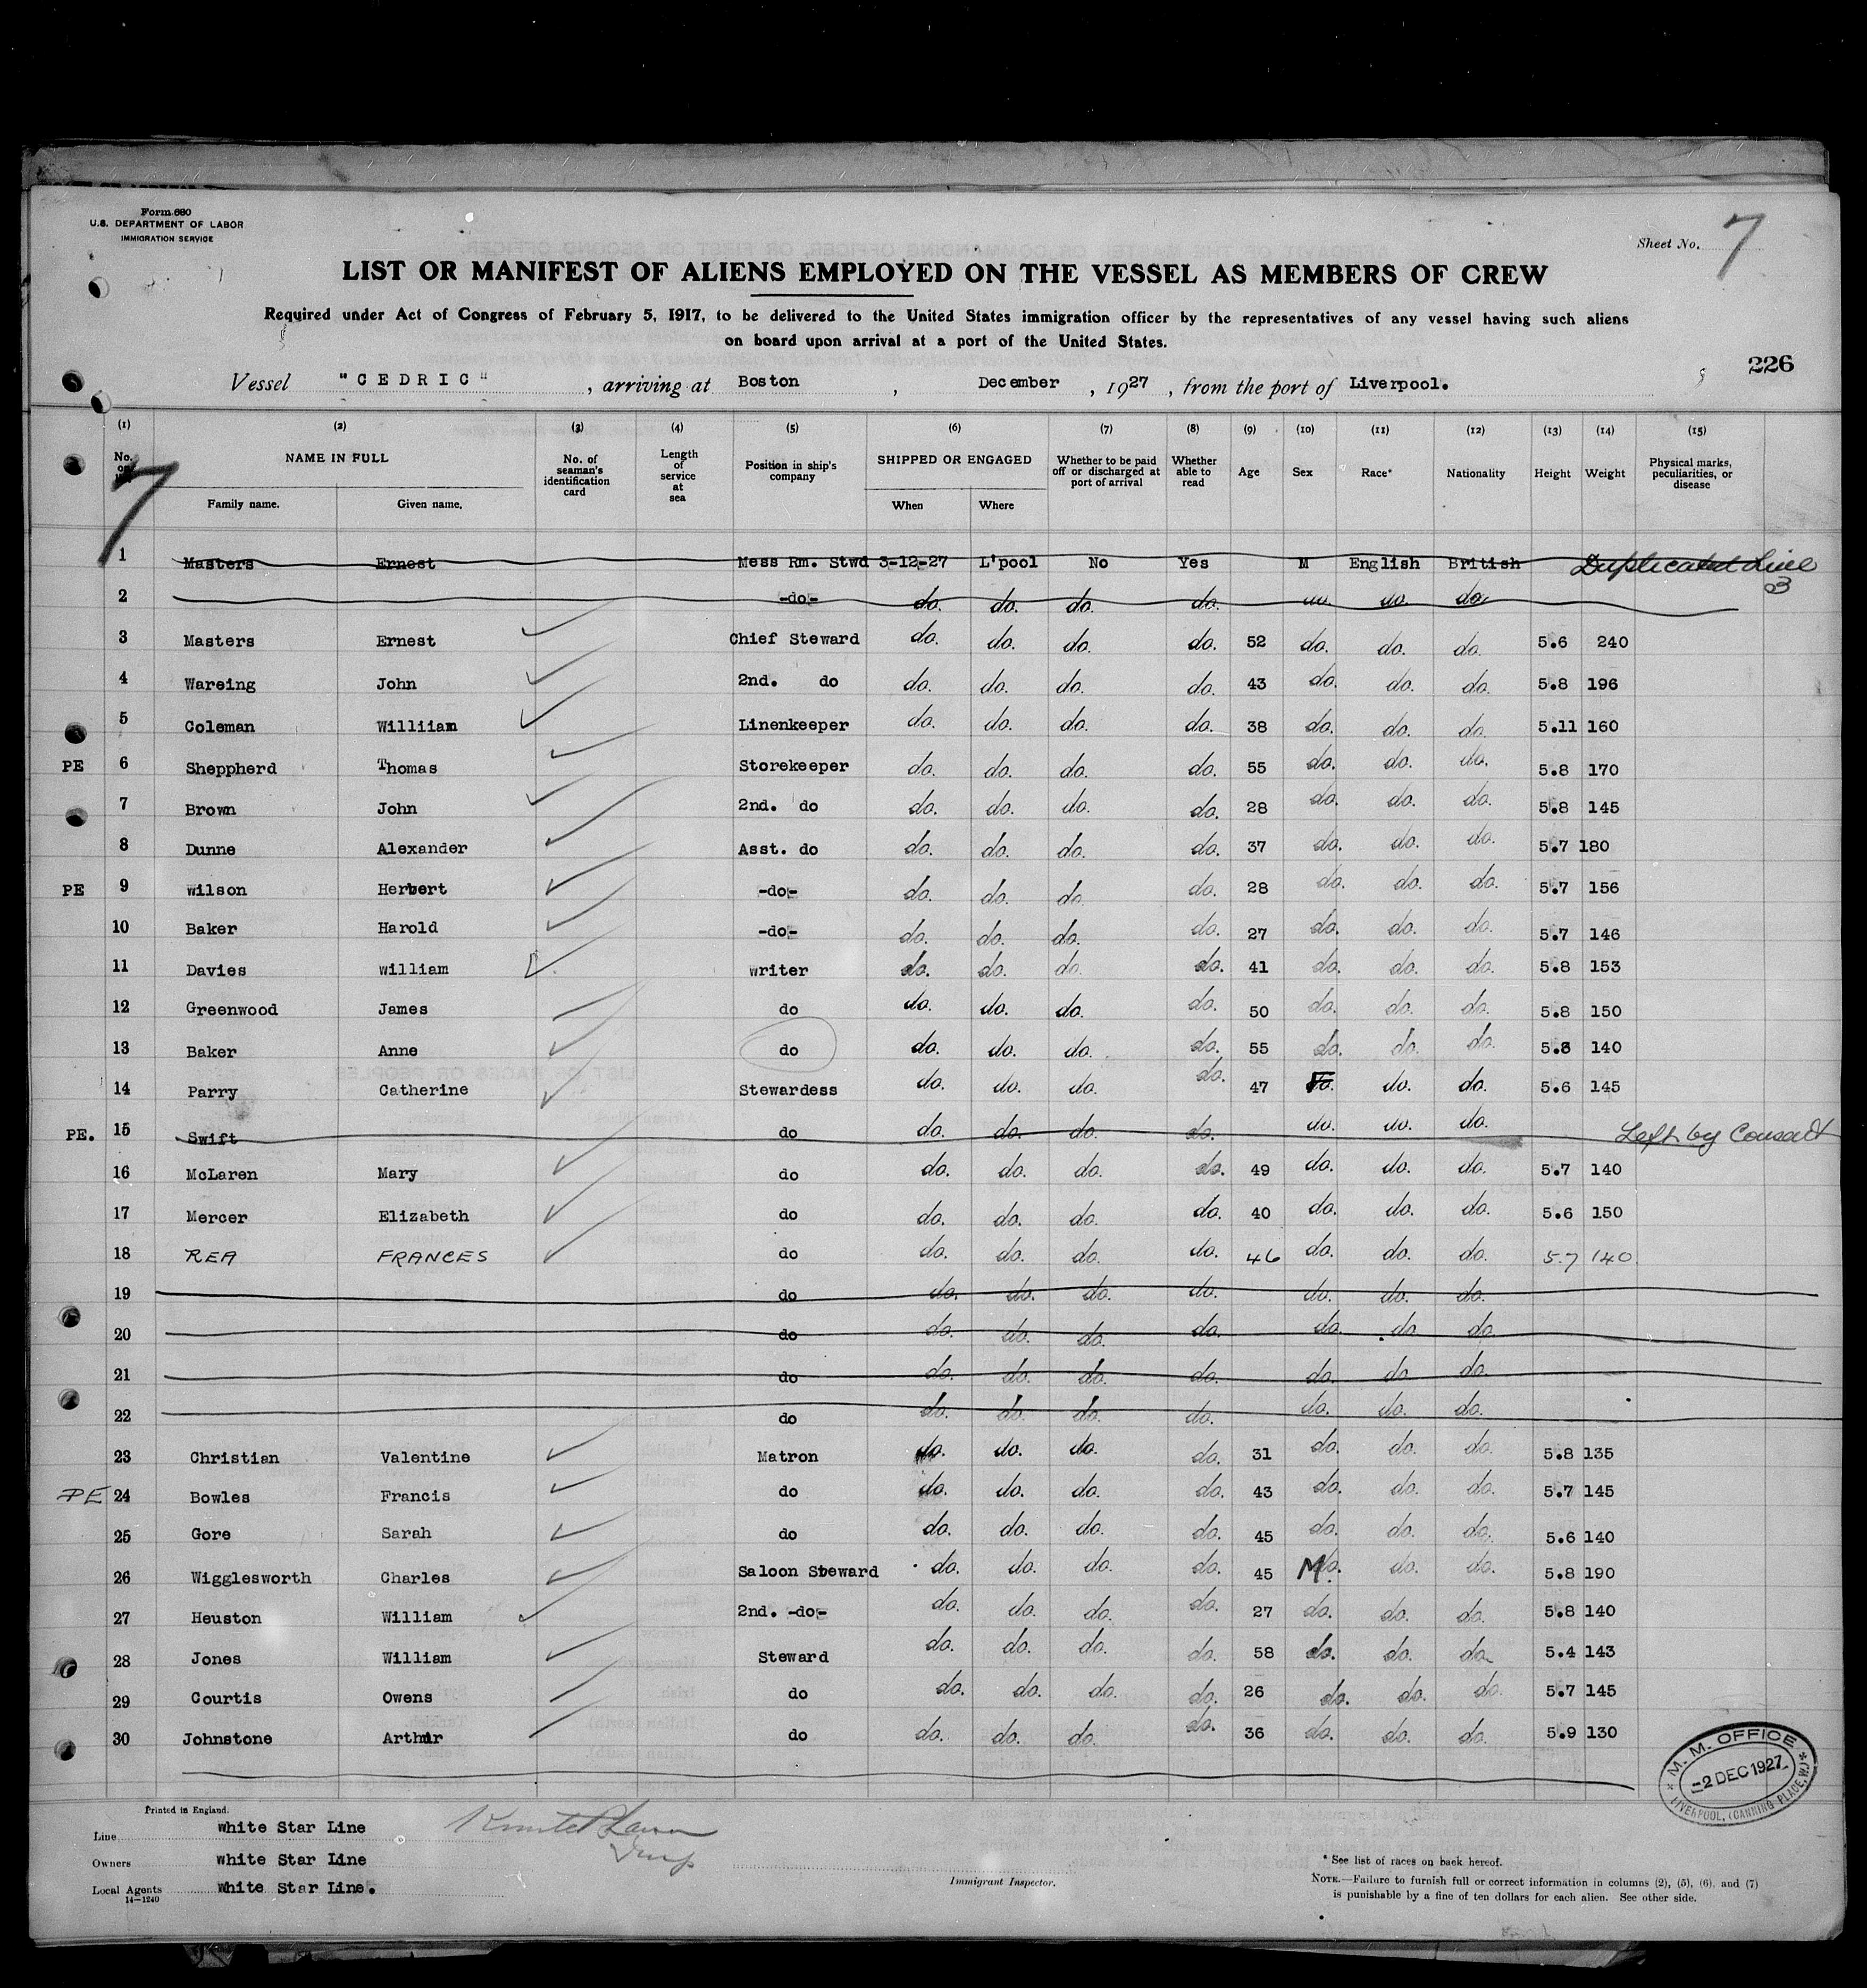 Form 680
U.S. DEPARTMENT OF LABOR
IMMIGRATION SERVICE
Sheet No. 7
LIST OR MANIFEST OF ALIENS EMPLOYED ON THE VESSEL AS MEMBERS OF CREW
Required under Act of Congress of February 5, 1917, to be delivered to the United States immigration officer by the representatives of any vessel having such aliens
on board upon arrival at a port of the United States.
226
Vessel "CEDRIC", arriving at Boston, December, 1927, from the port of Liverpool.
(1) (2) (3) (4) (5) (6) (7) (8) (9) (10) (11) (12) (13) (14) (15)
No. on NAME IN FULL Family name. Given name. No. of seaman's identification card Length of service at sea Position in ship's company SHIPPED OR ENGAGED When Where Whether to be paid off or discharged at port of arrival Whether able to read Age Sex Race* Nationality Height Weight Physical marks, peculiarities, or disease
7
1 Masters Ernest Mess Rm. Stwd 3-12-27 L'pool No Yes M English British Duplicated Line 3
2 -do- do. do. do. do. do. do. do.
3 Masters Ernest Chief Steward do. do. do. do. 52 do. do. do. 5.6 240
4 Wareing John 2nd. do do. do. do. do. 43 do. do. do. 5.8 196
5 Coleman Williiam Linenkeeper do. do. do. do. 38 do. do. do. 5.11 160
PE 6 Sheppherd Thomas Storekeeper do. do. do. do. 55 do. do. do. 5.8 170
7 Brown John 2nd. do do. do. do. do. 28 do. do. do. 5.8 145
8 Dunne Alexander Asst. do do. do. do. do. 37 do. do. do. 5.7 180
PE 9 Wilson Herbert -do- do. do. do. do. 28 do. do. do. 5.7 156
10 Baker Harold -do- do. do. do. do. 27 do. do. do. 5.7 146
11 Davies William writer do. do. do. do. 41 do. do. do. 5.8 153
12 Greenwood James do do. do. do. do. 50 do. do. do. 5.8 150
13 Baker Anne do do. do. do. do. 55 do. do. do. 5.3 140
14 Parry Catherine Stewardess do. do. do. do. 47 F do. do. 5.6 145
PE. 15 Swift do do. do. do. do. do. do. do. Left by Consent
16 McLaren Mary do do. do. do. do. 49 do. do. do. 5.7 140
17 Mercer Elizabeth do do. do. do. do. 40 do. do. do. 5.6 150
18 REA FRANCES do do. do. do. do. 46 do. do. do. 5.7 140
19 do do. do. do. do. do. do. do.
20 do do. do. do. do. do. do. do.
21 do do. do. do. do. do. do. do.
22 do do. do. do. do. do. do. do.
23 Christian Valentine Matron do. do. do. do. 31 do. do. do. 5.8 135
PE 24 Bowles Francis do do. do. do. do. 43 do. do. do. 5.7 145
25 Gore Sarah do do. do. do. do. 45 do. do. do. 5.6 140
26 Wigglesworth Charles Saloon Steward do. do. do. do. 45 M do. do. 5.8 190
27 Heuston William 2nd. -do- do. do. do. do. 27 do. do. do. 5.8 140
28 Jones William Steward do. do. do. do. 58 do. do. do. 5.4 143
29 Courtis Owens do do. do. do. do. 26 do. do. do. 5.7 145
30 Johnstone Arthur do do. do. do. do. 36 do. do. do. 5.9 130
M. M. OFFICE
-2 DEC 1927
LIVERPOOL, (CANNING PLACE, W.)
Printed in England.
Line White Star Line
Owners White Star Line
Local Agents White Star Line.
14-1240
Immigrant Inspector.
* See list of races on back hereof.
NOTE.—Failure to furnish full or correct information in columns (2), (5), (6), and (7)
is punishable by a fine of ten dollars for each alien. See other side.